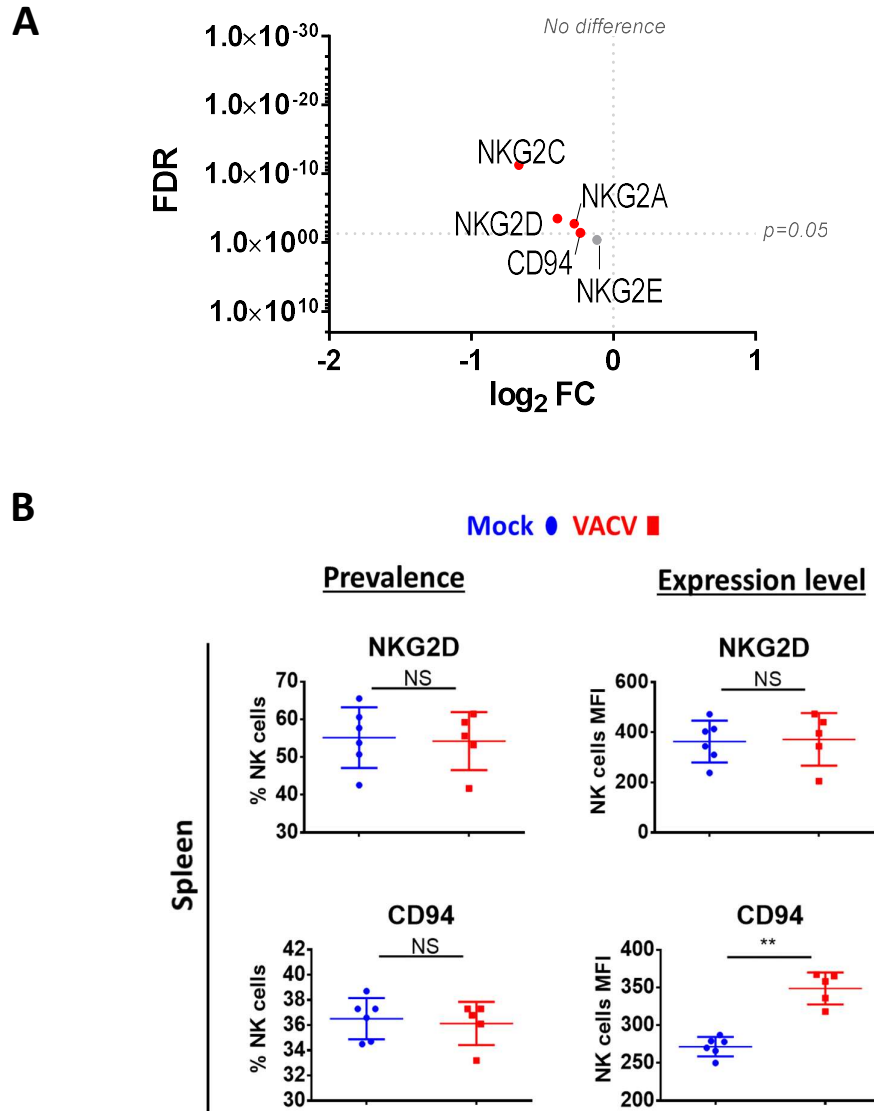 A
No difference
1.0×10⁻³⁰
1.0×10⁻²⁰
1.0×10⁻¹⁰
1.0×10⁰⁰
1.0×10¹⁰
FDR
NKG2C
NKG2A
NKG2D
p=0.05
CD94
NKG2E
-2 -1 0 1
log₂ FC
B
Mock VACV
Prevalence Expression level
Spleen
NKG2D
NS
% NK cells
70
60
50
40
30
NKG2D
NS
NK cells MFI
600
400
200
0
CD94
NS
% NK cells
42
40
38
36
34
32
30
CD94
**
NK cells MFI
400
350
300
250
200